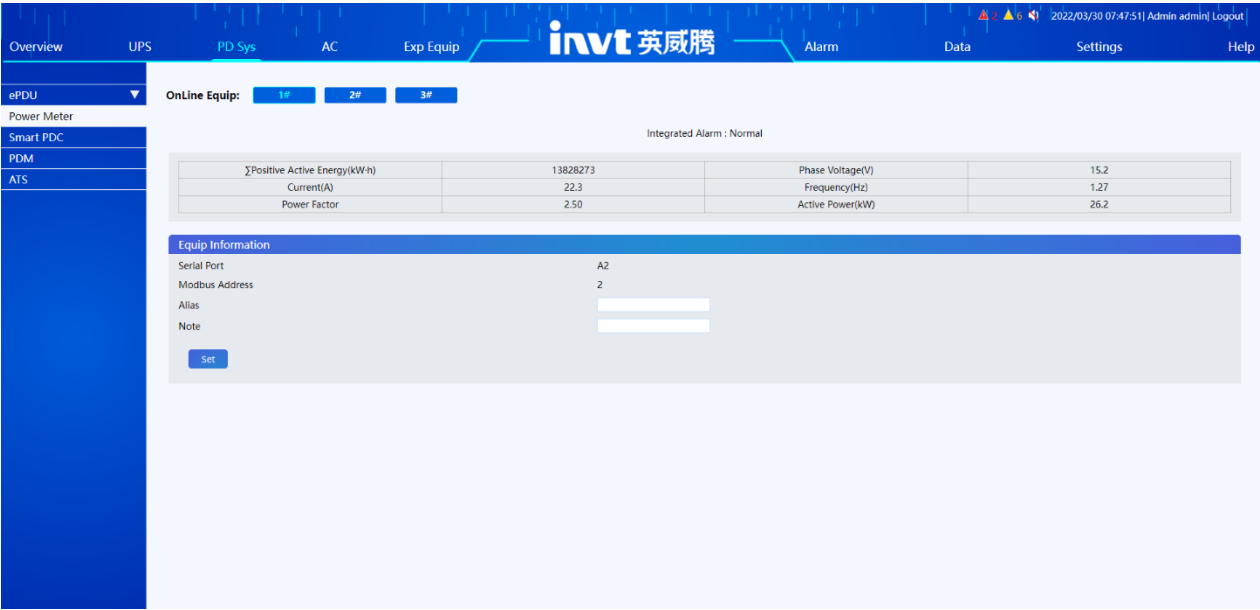 2 6 2022/03/30 07:47:51| Admin admin| Logout
Overview UPS PD Sys AC Exp Equip invt 英威腾 Alarm Data Settings Help
ePDU
Power Meter
Smart PDC
PDM
ATS
OnLine Equip: 1# 2# 3#
Integrated Alarm : Normal
∑Positive Active Energy(kW·h) 13828273 Phase Voltage(V) 15.2
Current(A) 22.3 Frequency(Hz) 1.27
Power Factor 2.50 Active Power(kW) 26.2
Equip Information
Serial Port A2
Modbus Address 2
Alias
Note
Set